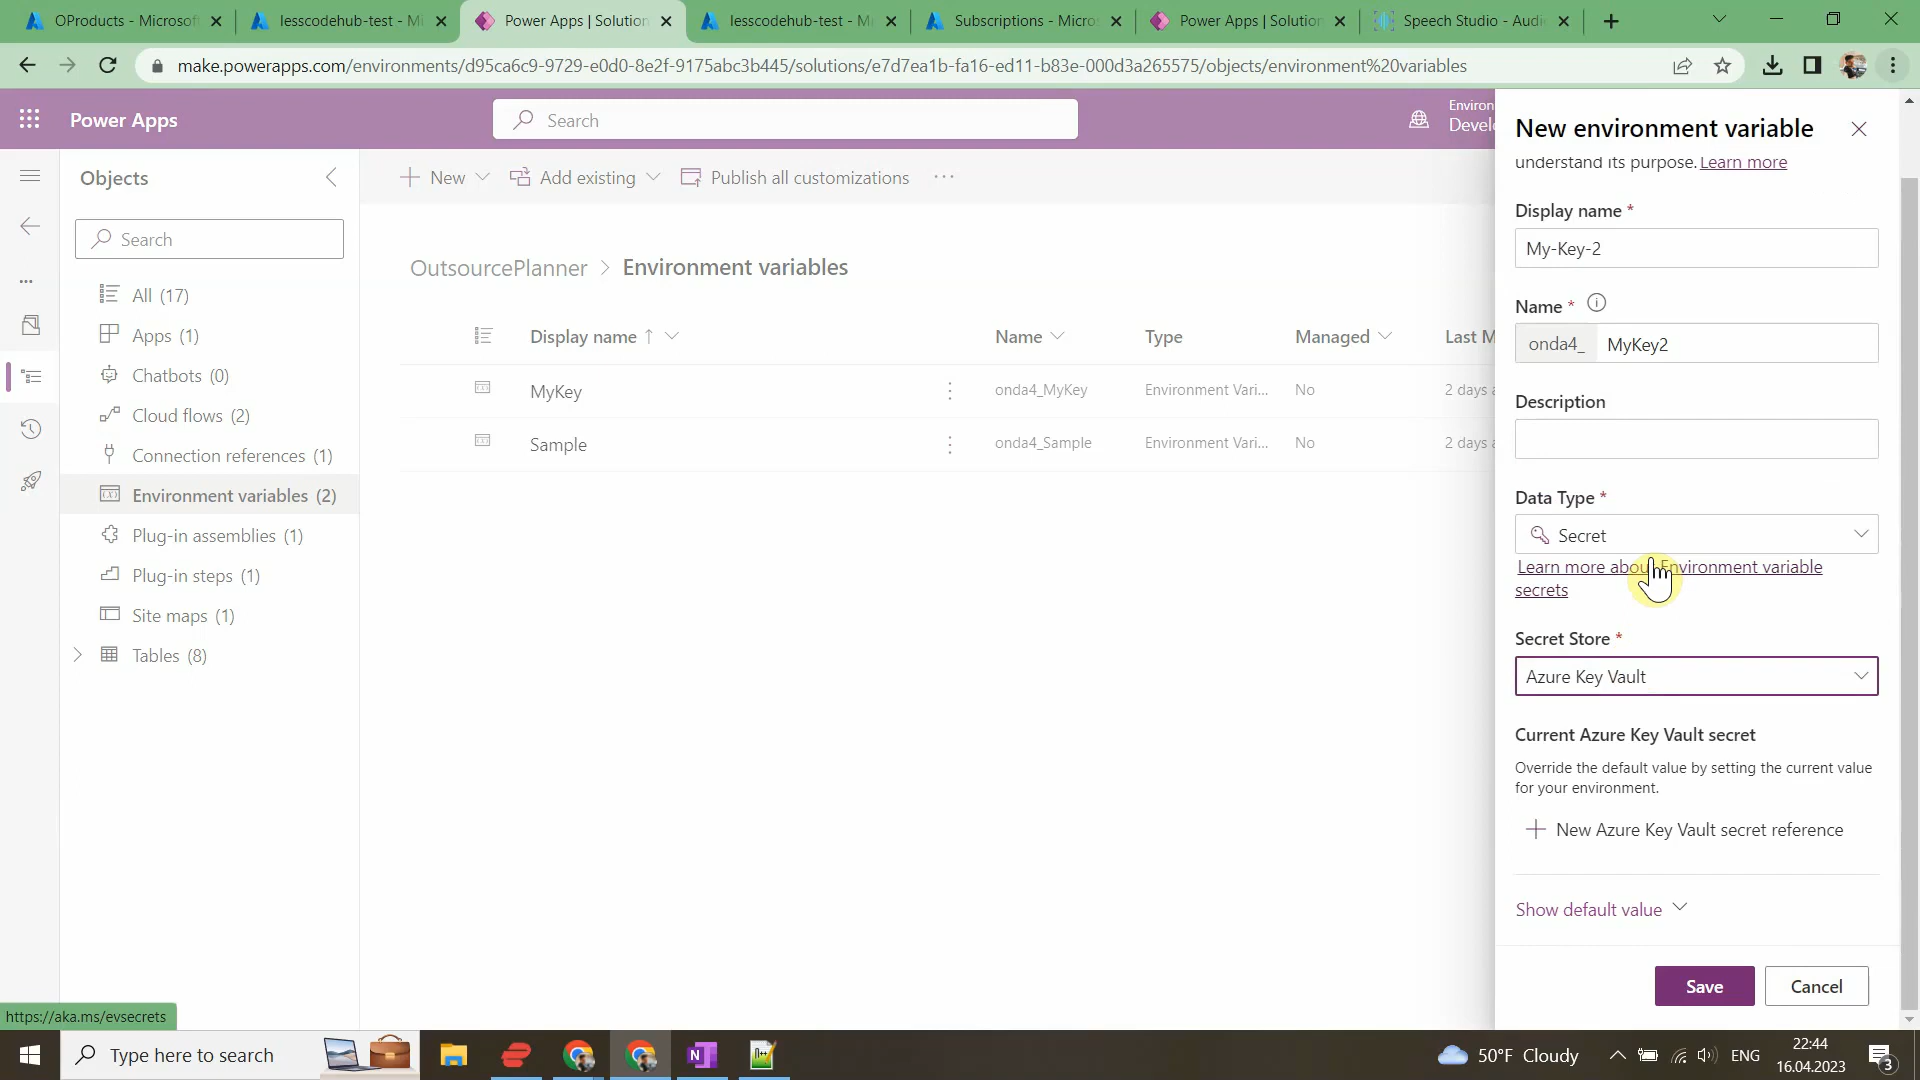 OProducts - Microsof
lesscodehub-test - Mi
Power Apps | Solution
lesscodehub-test - Mi
Subscriptions - Micros
Power Apps | Solution
Speech Studio - Audi
make.powerapps.com/environments/d95ca6c9-9729-e0d0-8e2f-9175abc3b445/solutions/e7d7ea1b-fa16-ed11-b83e-000d3a265575/objects/environment%20variables
Power Apps
Search
Environ
Develo
Objects
Search
All (17)
Apps (1)
Chatbots (0)
Cloud flows (2)
Connection references (1)
Environment variables (2)
Plug-in assemblies (1)
Plug-in steps (1)
Site maps (1)
Tables (8)
New
Add existing
Publish all customizations
OutsourcePlanner > Environment variables
Display name ↑ Name Type Managed Last M
MyKey onda4_MyKey Environment Vari... No 2 days a
Sample onda4_Sample Environment Vari... No 2 days a
New environment variable
understand its purpose. Learn more
Display name *
My-Key-2
Name *
onda4_ MyKey2
Description
Data Type *
Secret
Learn more about Environment variable
secrets
Secret Store *
Azure Key Vault
Current Azure Key Vault secret
Override the default value by setting the current value
for your environment.
New Azure Key Vault secret reference
Show default value
Save
Cancel
https://aka.ms/evsecrets
Type here to search
50°F Cloudy
ENG
22:44
16.04.2023
3